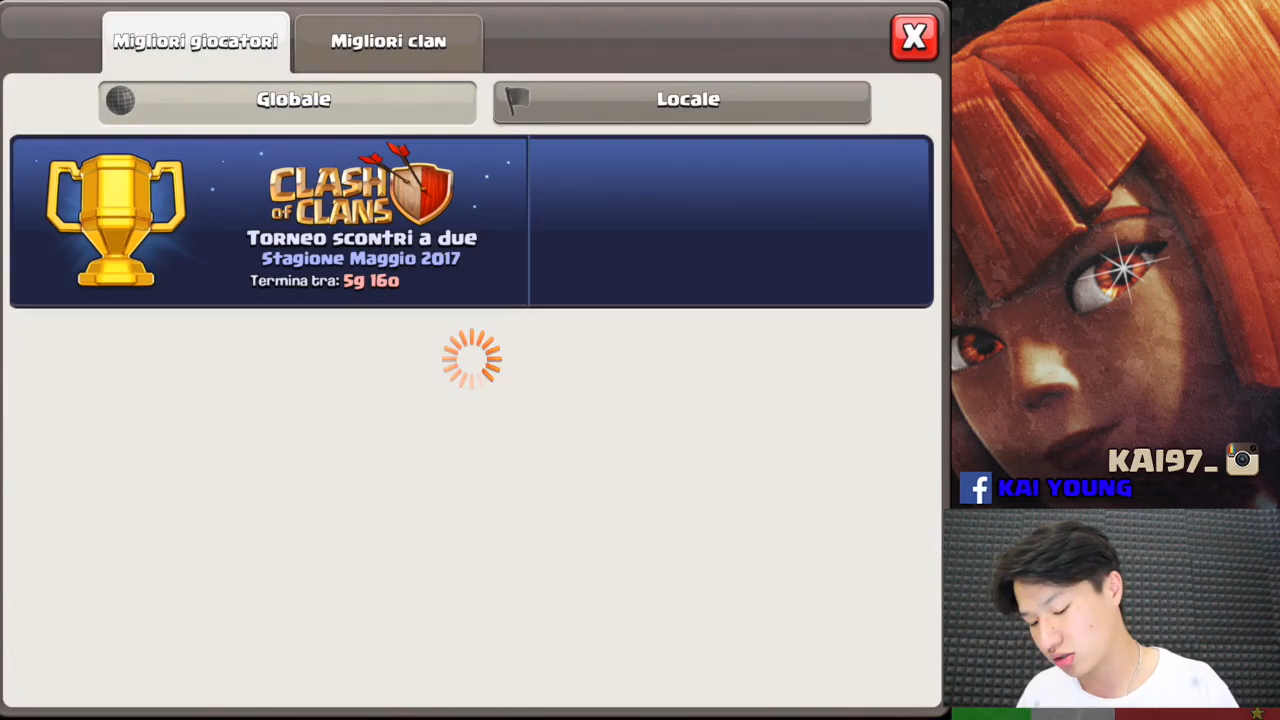 Migliori giocatori
Migliori clan
X
Globale
Locale
CLASH
OF CLANS
Torneo scontri a due
Stagione Maggio 2017
Termina tra: 5g 16o
KAI97_
f KAI YOUNG